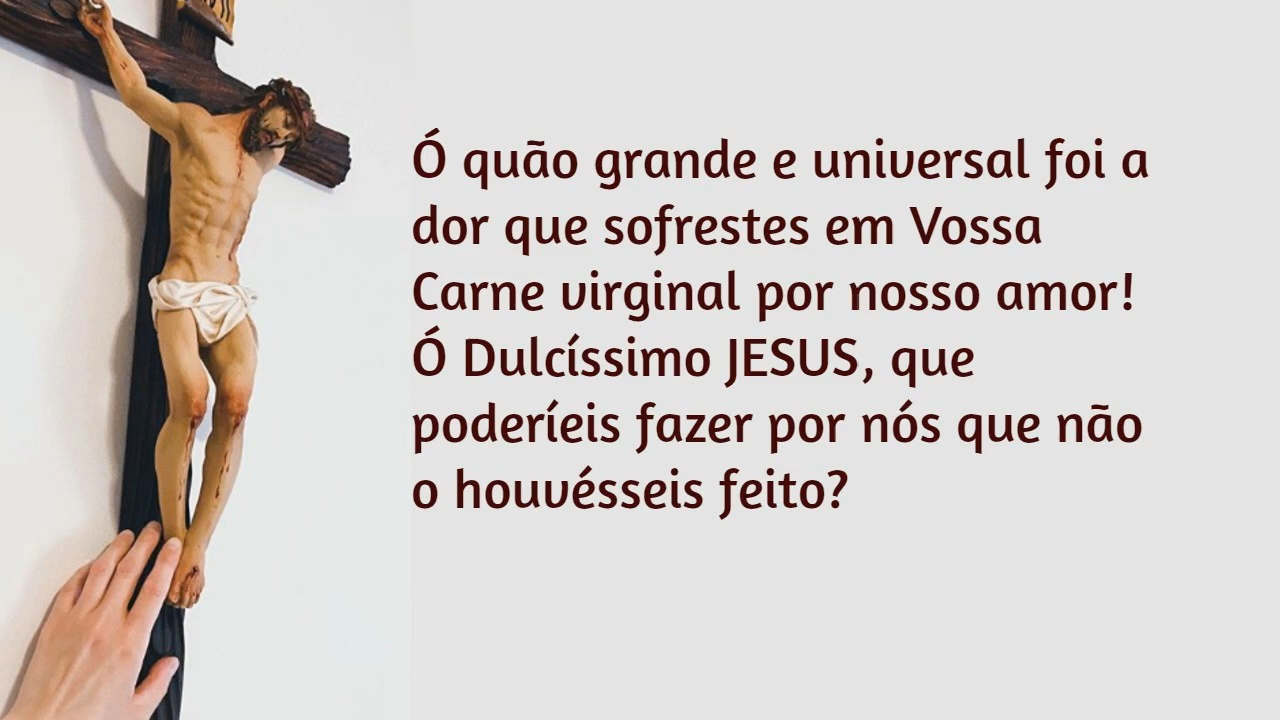 Ó quão grande e universal foi a
dor que sofrestes em Vossa
Carne virginal por nosso amor!
Ó Dulcíssimo JESUS, que
poderíeis fazer por nós que não
o houvésseis feito?